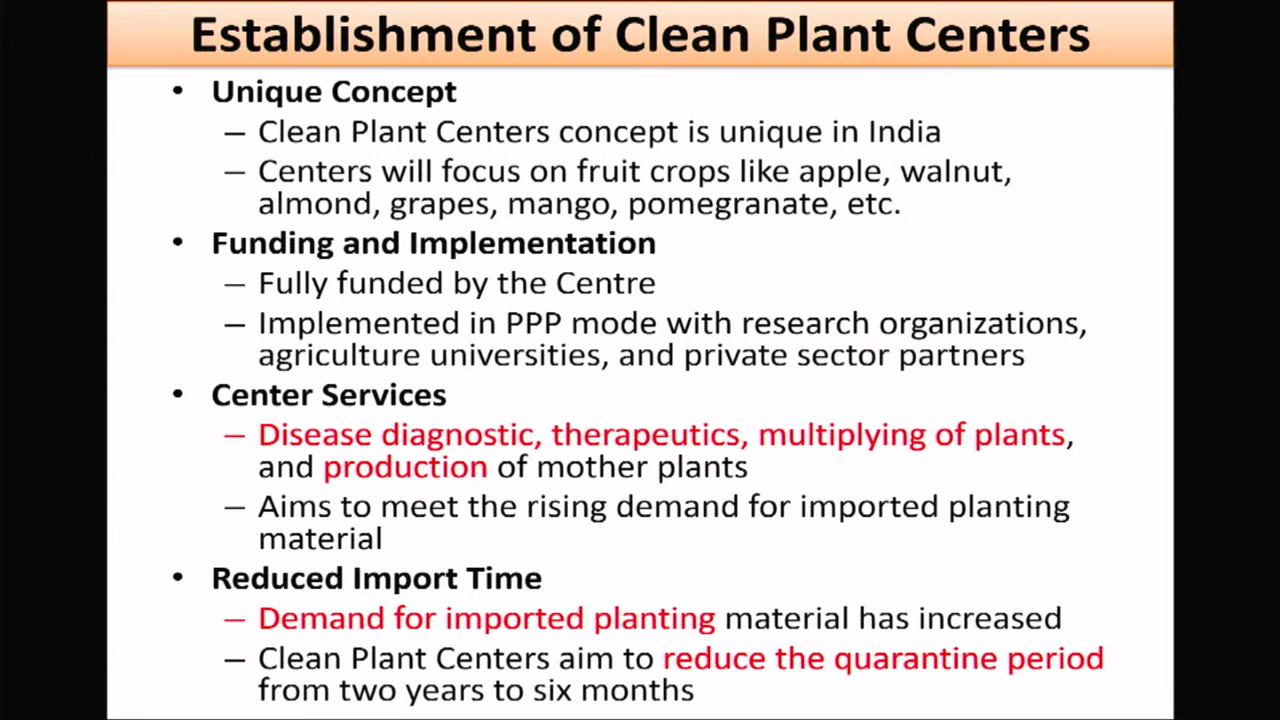 Establishment of Clean Plant Centers
• Unique Concept
– Clean Plant Centers concept is unique in India
– Centers will focus on fruit crops like apple, walnut,
almond, grapes, mango, pomegranate, etc.
• Funding and Implementation
– Fully funded by the Centre
– Implemented in PPP mode with research organizations,
agriculture universities, and private sector partners
• Center Services
– Disease diagnostic, therapeutics, multiplying of plants,
and production of mother plants
– Aims to meet the rising demand for imported planting
material
• Reduced Import Time
– Demand for imported planting material has increased
– Clean Plant Centers aim to reduce the quarantine period
from two years to six months